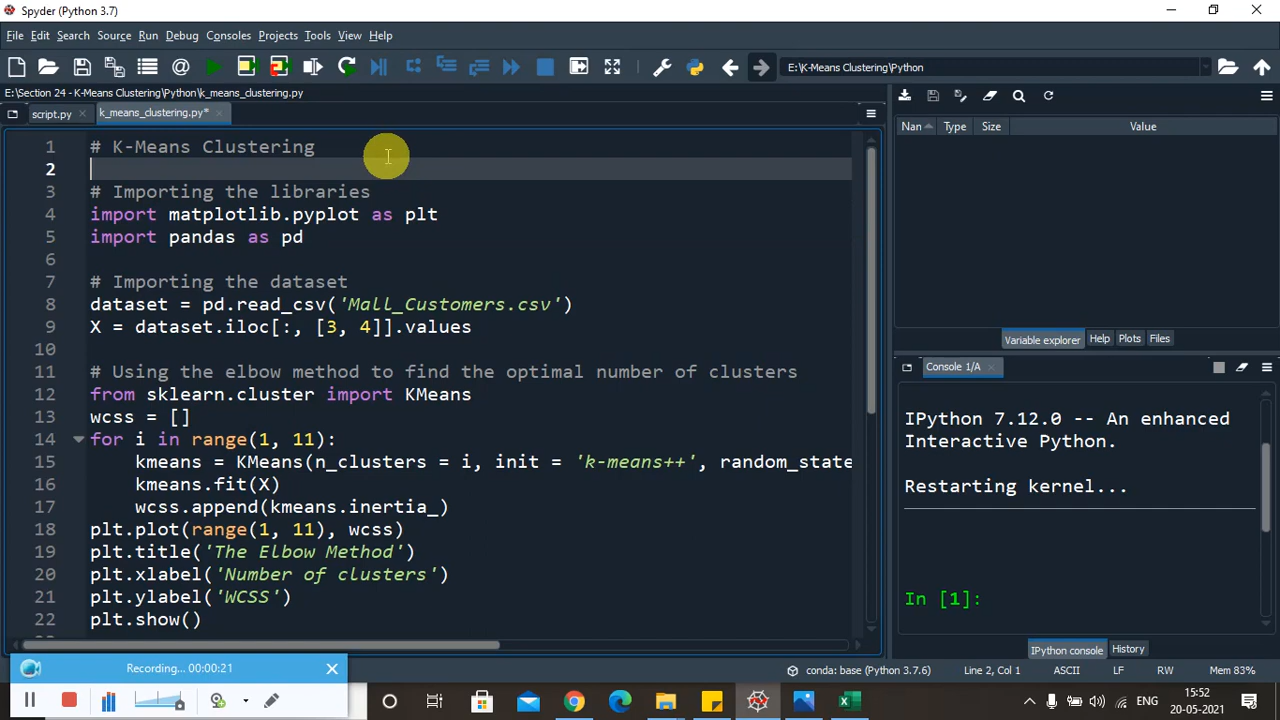 Spyder (Python 3.7)
File Edit Search Source Run Debug Consoles Projects Tools View Help
E:\K-Means Clustering\Python
E:\Section 24 - K-Means Clustering\Python\k_means_clustering.py
script.py k_means_clustering.py*
1 # K-Means Clustering
2
3 # Importing the libraries
4 import matplotlib.pyplot as plt
5 import pandas as pd
6
7 # Importing the dataset
8 dataset = pd.read_csv('Mall_Customers.csv')
9 X = dataset.iloc[:, [3, 4]].values
10
11 # Using the elbow method to find the optimal number of clusters
12 from sklearn.cluster import KMeans
13 wcss = []
14 for i in range(1, 11):
15 kmeans = KMeans(n_clusters = i, init = 'k-means++', random_state
16 kmeans.fit(X)
17 wcss.append(kmeans.inertia_)
18 plt.plot(range(1, 11), wcss)
19 plt.title('The Elbow Method')
20 plt.xlabel('Number of clusters')
21 plt.ylabel('WCSS')
22 plt.show()
Nan Type Size Value
Variable explorer Help Plots Files
Console 1/A
IPython 7.12.0 -- An enhanced
Interactive Python.
Restarting kernel...
In [1]:
IPython console History
Recording... 00:00:21
conda: base (Python 3.7.6) Line 2, Col 1 ASCII LF RW Mem 83%
ENG 15:52
20-05-2021